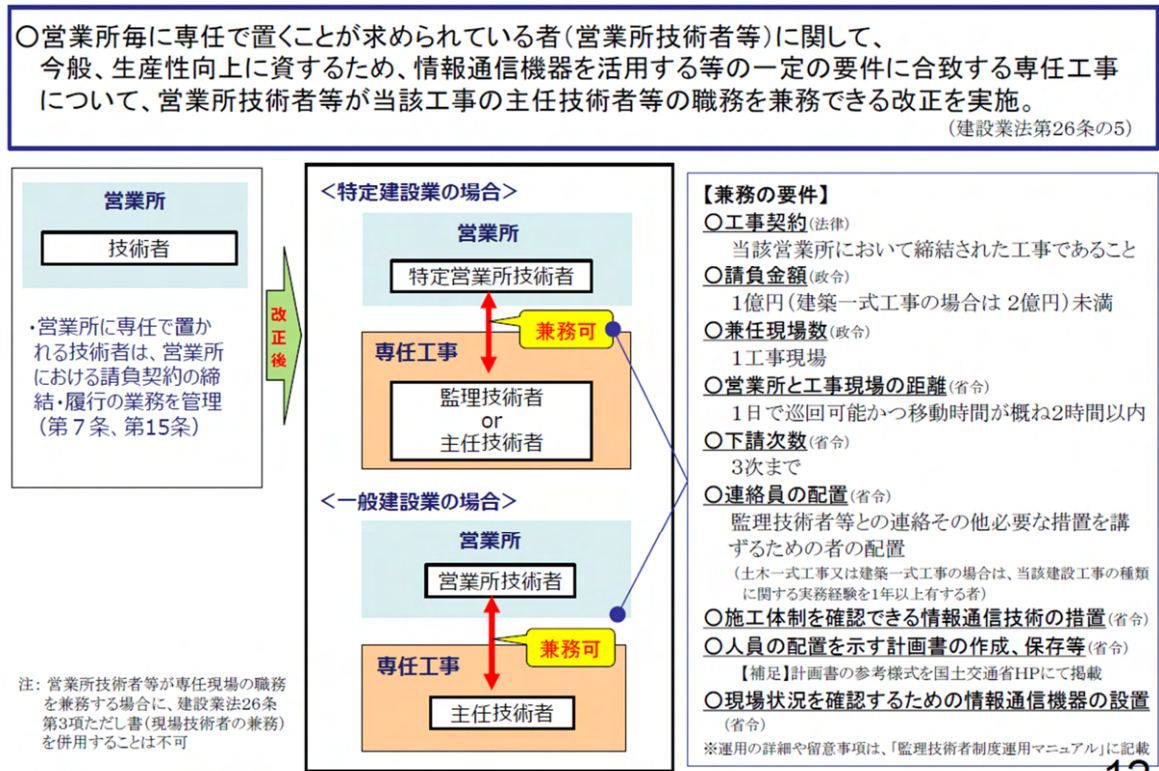 〇営業所毎に専任で置くことが求められている者(営業所技術者等)に関して、
今般、生産性向上に資するため、情報通信機器を活用する等の一定の要件に合致する専任工事
について、営業所技術者等が当該工事の主任技術者等の職務を兼務できる改正を実施。
(建設業法第26条の5)
営業所
技術者
・営業所に専任で置か
れる技術者は、営業所
における請負契約の締
結・履行の業務を管理
(第7条、第15条)
改
正
後
<特定建設業の場合>
営業所
特定営業所技術者
兼務可
専任工事
監理技術者
or
主任技術者
<一般建設業の場合>
営業所
営業所技術者
兼務可
専任工事
主任技術者
【兼務の要件】
〇工事契約(法律)
当該営業所において締結された工事であること
〇請負金額(政令)
1億円(建築一式工事の場合は 2億円)未満
〇兼任現場数(政令)
1工事現場
〇営業所と工事現場の距離(省令)
1日で巡回可能かつ移動時間が概ね2時間以内
〇下請次数(省令)
3次まで
〇連絡員の配置(省令)
監理技術者等との連絡その他必要な措置を講
ずるための者の配置
(土木一式工事又は建築一式工事の場合は、当該建設工事の種類
に関する実務経験を1年以上有する者)
〇施工体制を確認できる情報通信技術の措置(省令)
〇人員の配置を示す計画書の作成、保存等(省令)
【補足】計画書の参考様式を国土交通省HPにて掲載
〇現場状況を確認するための情報通信機器の設置
(省令)
※運用の詳細や留意事項は、「監理技術者制度運用マニュアル」に記載
注: 営業所技術者等が専任現場の職務
を兼務する場合に、建設業法26条
第3項ただし書(現場技術者の兼務)
を併用することは不可